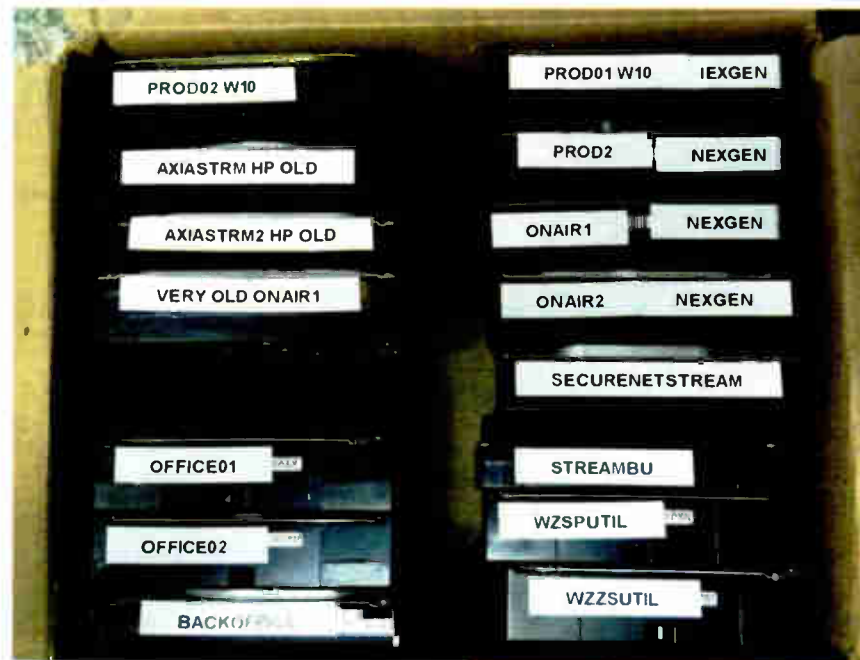 PROD02 W10
AXIASTRM HP OLD
AXIASTRM2 HP OLD
VERY OLD ONAIR1
OFFICE01
OFFICE02
BACKOFFICE
PROD01 W10 IEXGEN
PROD2 NEXGEN
ONAIR1 NEXGEN
ONAIR2 NEXGEN
SECURENETSTREAM
STREAMBU
WZSPUTIL
WZZSUTIL